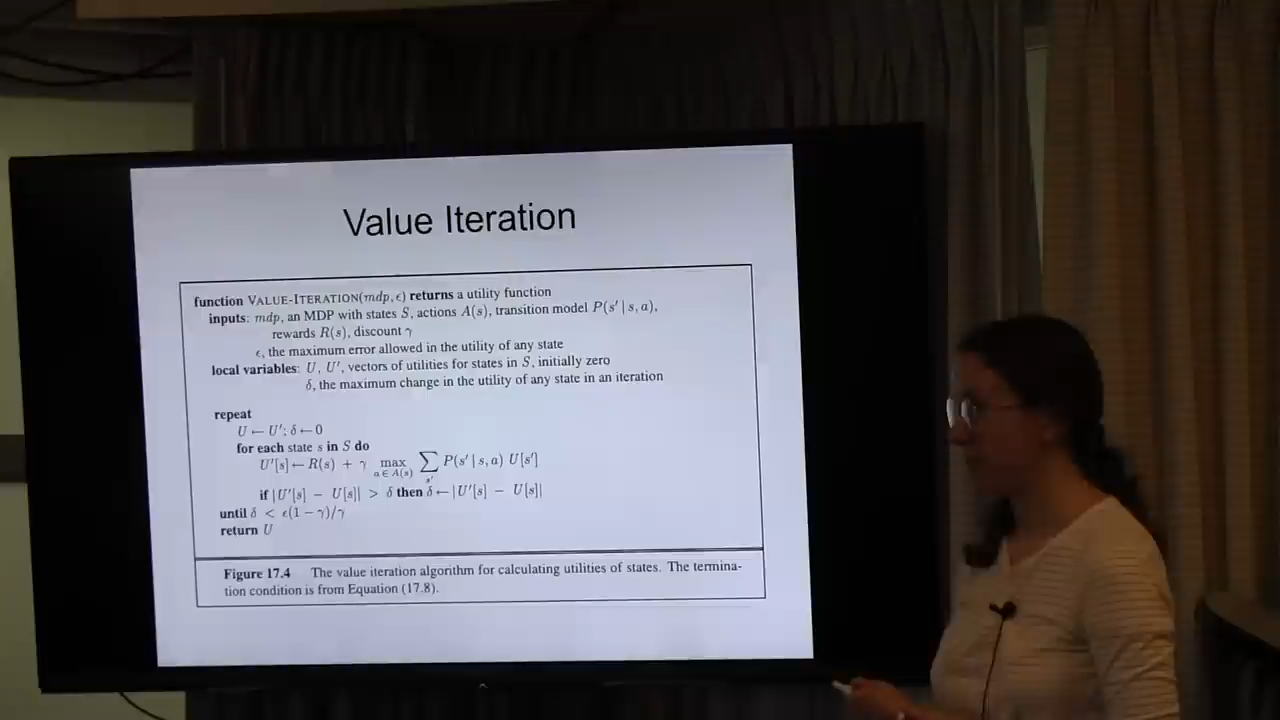 Value Iteration
function VALUE-ITERATION(mdp, ϵ) returns a utility function
inputs: mdp, an MDP with states S, actions A(s), transition model P(s′ | s, a),
rewards R(s), discount γ
ϵ, the maximum error allowed in the utility of any state
local variables: U, U′, vectors of utilities for states in S, initially zero
δ, the maximum change in the utility of any state in an iteration
repeat
U ← U′; δ ← 0
for each state s in S do
U′[s] ← R(s) + γ max a ∈ A(s) ∑ s′ P(s′ | s, a) U[s′]
if |U′[s] − U[s]| > δ then δ ← |U′[s] − U[s]|
until δ < ϵ(1 − γ)/γ
return U
Figure 17.4 The value iteration algorithm for calculating utilities of states. The termina-
tion condition is from Equation (17.8).